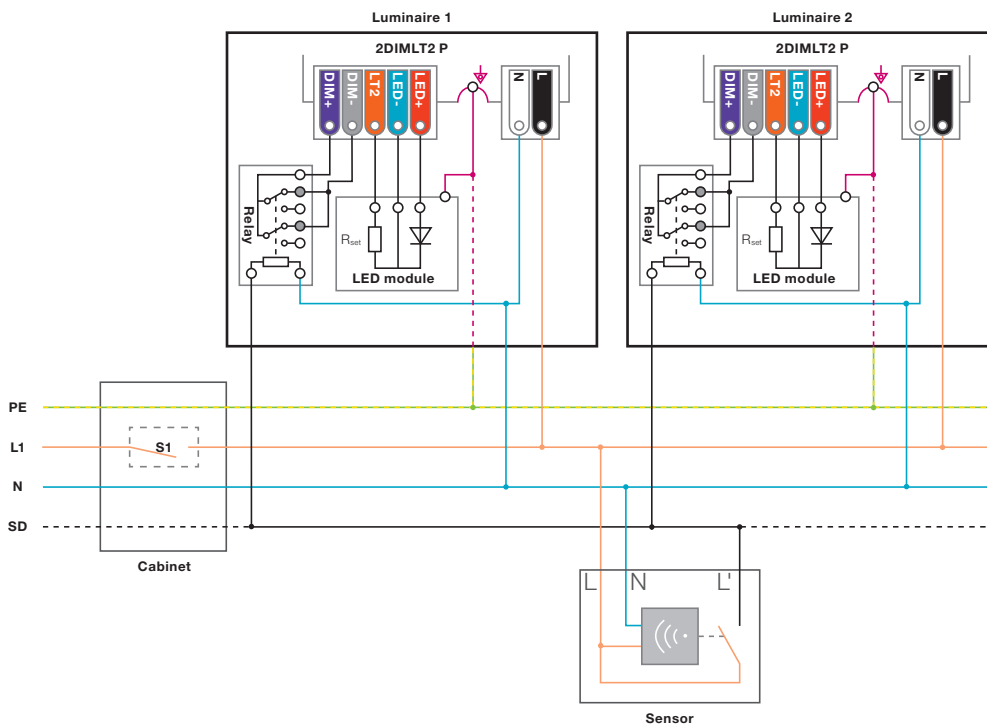 Luminaire 1
2DIMLT2 P
DIM+
DIM-
LT2
LED-
LED+
N
L
Relay
Rset
LED module
Luminaire 2
2DIMLT2 P
DIM+
DIM-
LT2
LED-
LED+
N
L
Relay
Rset
LED module
PE
L1
S1
N
SD
Cabinet
L N L'
Sensor